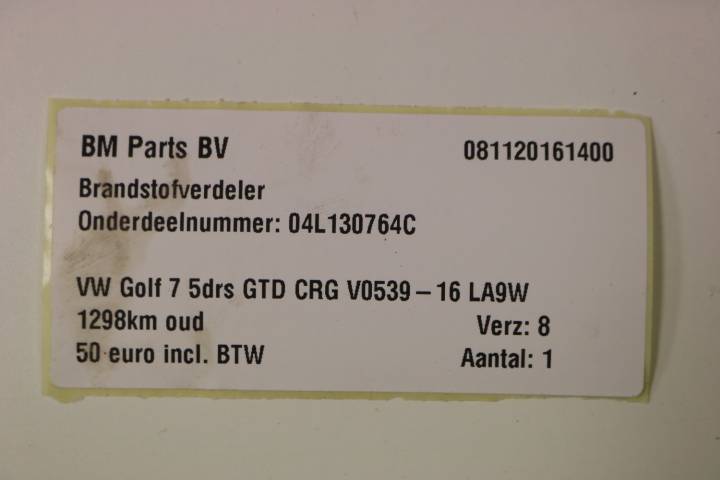 BM Parts BV 081120161400
Brandstofverdeler
Onderdeelnummer: 04L130764C
VW Golf 7 5drs GTD CRG V0539-16 LA9W
1298km oud Verz: 8
50 euro incl. BTW Aantal: 1